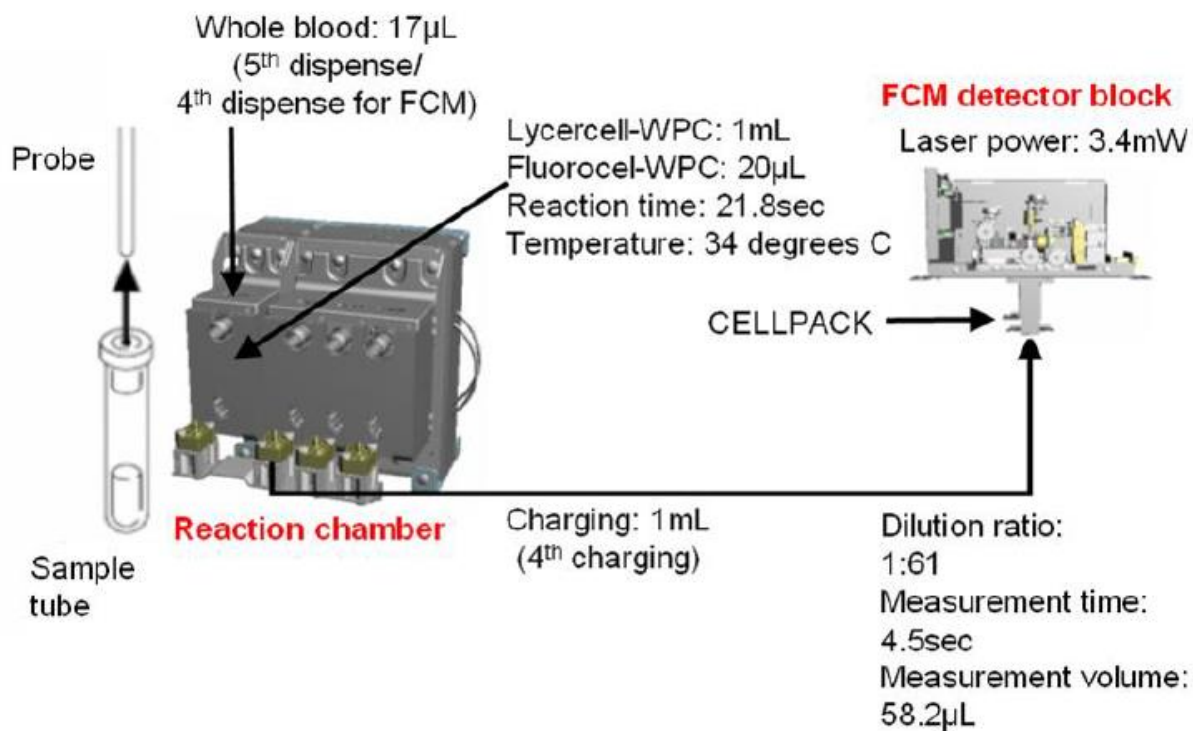 Whole blood: 17µL
(5th dispense/
4th dispense for FCM)
Probe
Lycercell-WPC: 1mL
Fluorocel-WPC: 20µL
Reaction time: 21.8sec
Temperature: 34 degrees C
FCM detector block
Laser power: 3.4mW
CELLPACK
Sample
tube
Reaction chamber
Charging: 1mL
(4th charging)
Dilution ratio:
1:61
Measurement time:
4.5sec
Measurement volume:
58.2µL